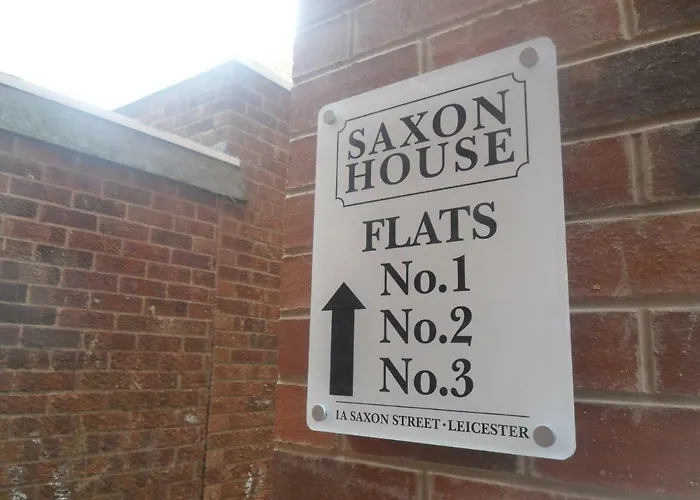 SAXON
HOUSE
FLATS
No.1
No.2
No.3
1A SAXON STREET · LEICESTER